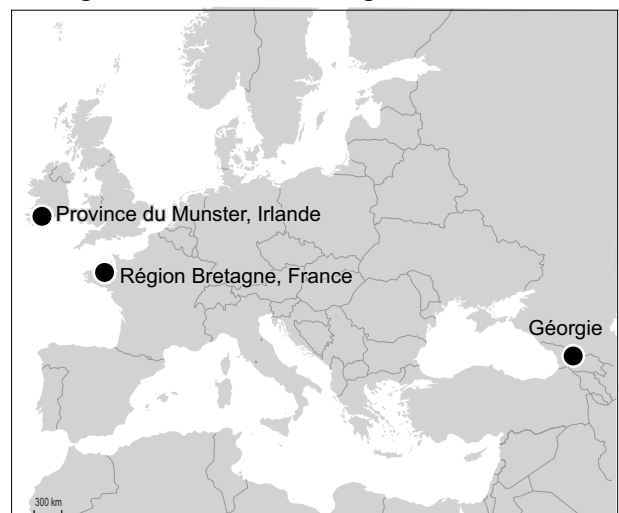 Province du Munster, Irlande
Région Bretagne, France
Géorgie
300 km